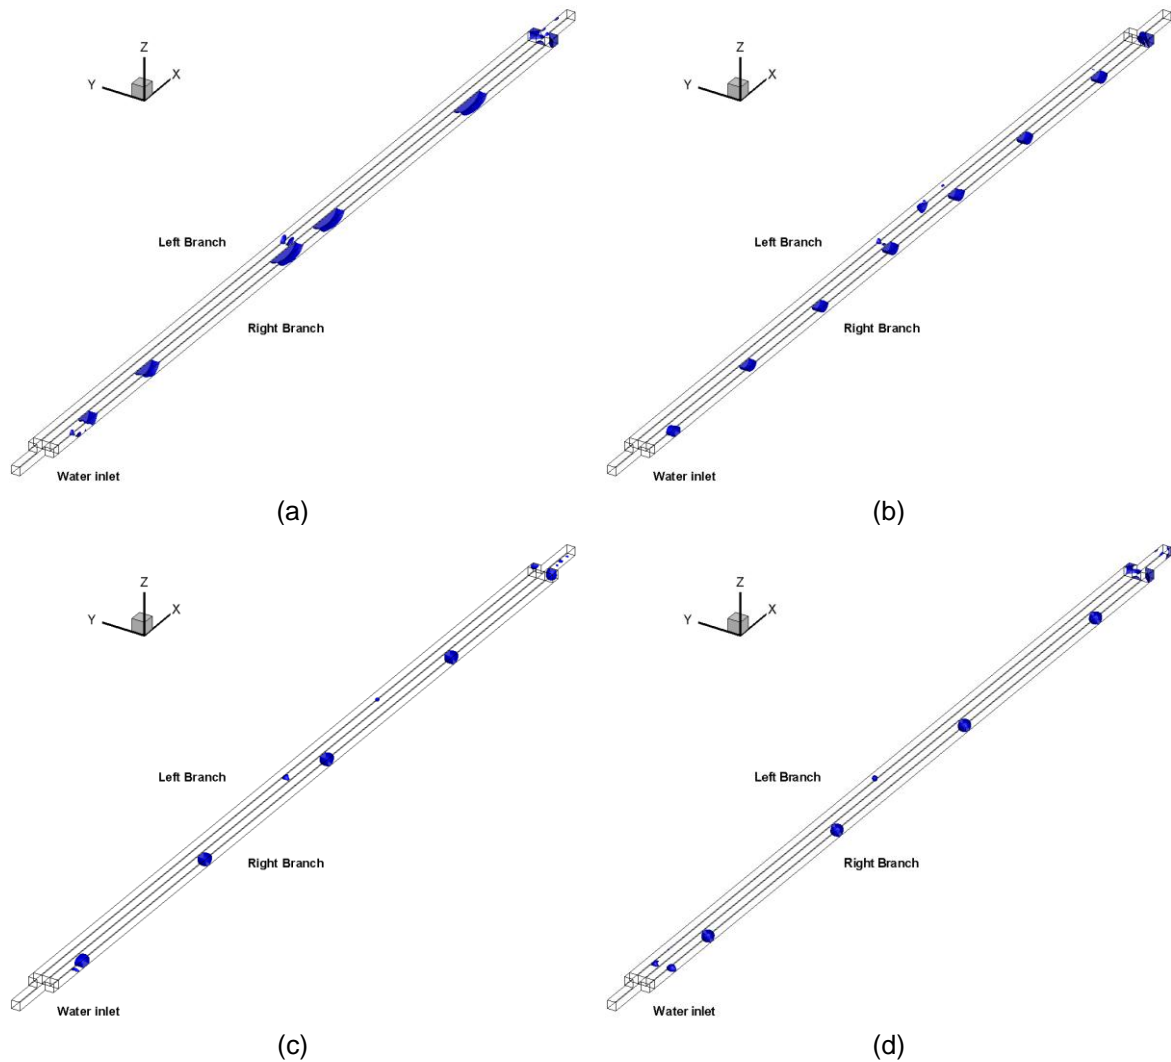 Z
Y
X
Left Branch
Right Branch
Water inlet
(a)
Z
Y
X
Left Branch
Right Branch
Water inlet
(b)
Z
Y
X
Left Branch
Right Branch
Water inlet
(c)
Z
Y
X
Left Branch
Right Branch
Water inlet
(d)